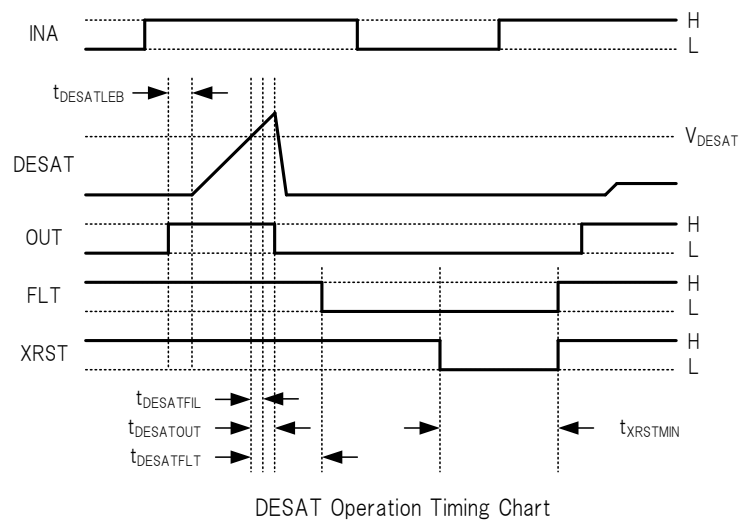 INA
H
L
tDESATLEB
VDESAT
DESAT
OUT
H
L
FLT
H
L
XRST
H
L
tDESATFIL
tDESATOUT
tXRSTMIN
tDESATFLT
DESAT Operation Timing Chart